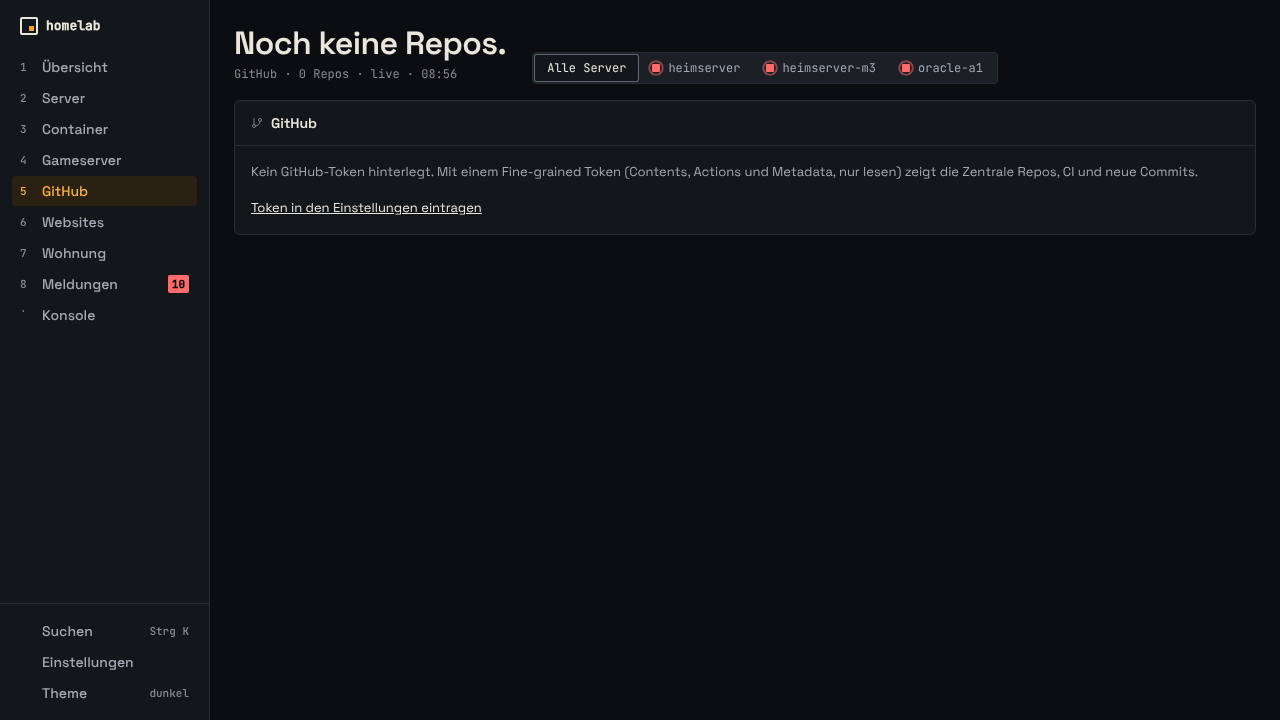 homelab
1 Übersicht
2 Server
3 Container
4 Gameserver
5 GitHub
6 Websites
7 Wohnung
8 Meldungen 10
` Konsole
Suchen Strg K
Einstellungen
Theme dunkel
Noch keine Repos.
GitHub · 0 Repos · live · 08:56
Alle Server heimserver heimserver-m3 oracle-a1
GitHub
Kein GitHub-Token hinterlegt. Mit einem Fine-grained Token (Contents, Actions und Metadata, nur lesen) zeigt die Zentrale Repos, CI und neue Commits.
Token in den Einstellungen eintragen